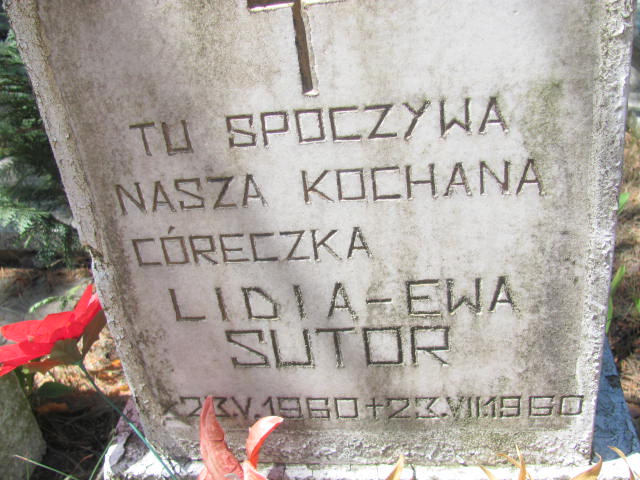 TU SPOCZYWA
NASZA KOCHANA
CÓRECZKA
LIDIA-EWA
SUTOR
×23.V.1960+23.VII.1960